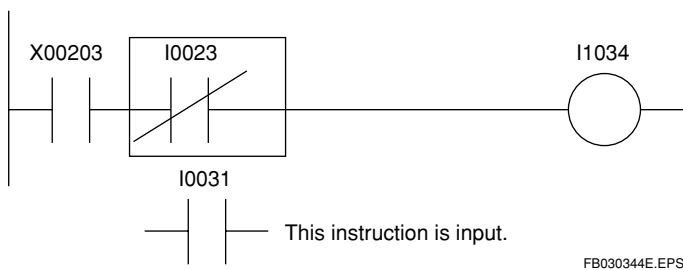 X00203 I0023 I1034
I0031
This instruction is input.
FB030344E.EPS